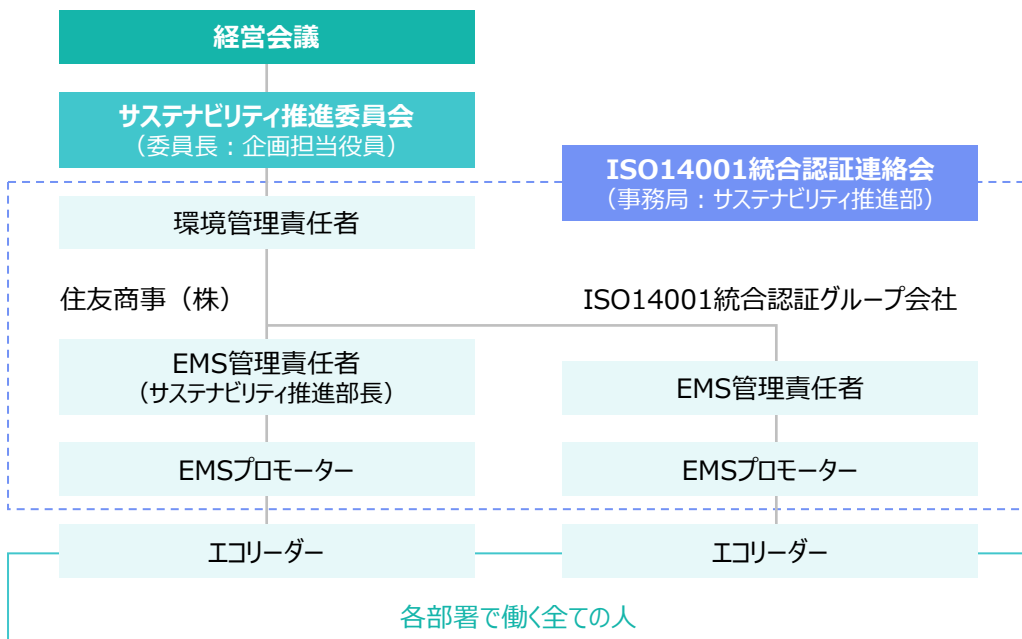 経営会議
サステナビリティ推進委員会
（委員長：企画担当役員）
ISO14001統合認証連絡会
（事務局：サステナビリティ推進部）
環境管理責任者
住友商事（株）
ISO14001統合認証グループ会社
EMS管理責任者
（サステナビリティ推進部長）
EMS管理責任者
EMSプロモーター
EMSプロモーター
エコリーダー
エコリーダー
各部署で働く全ての人